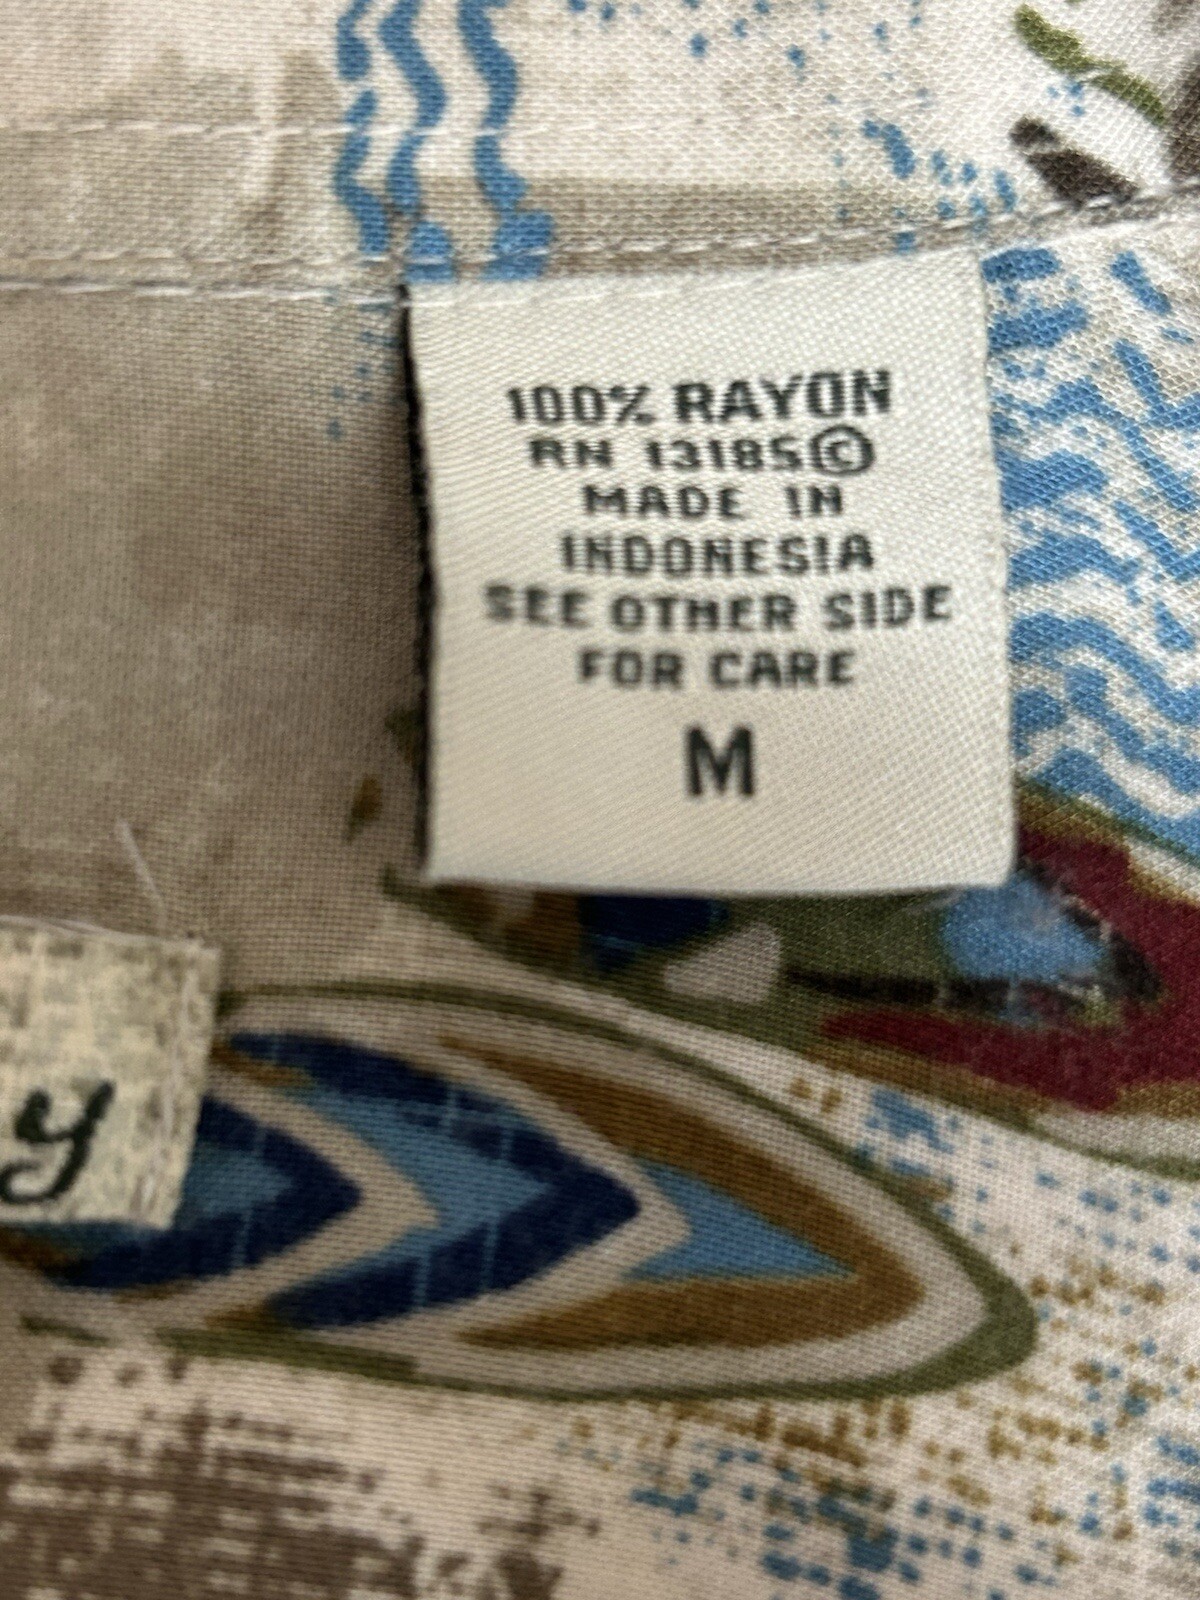 100% RAYON
RN 13185©
MADE IN
INDONESIA
SEE OTHER SIDE
FOR CARE
M
y